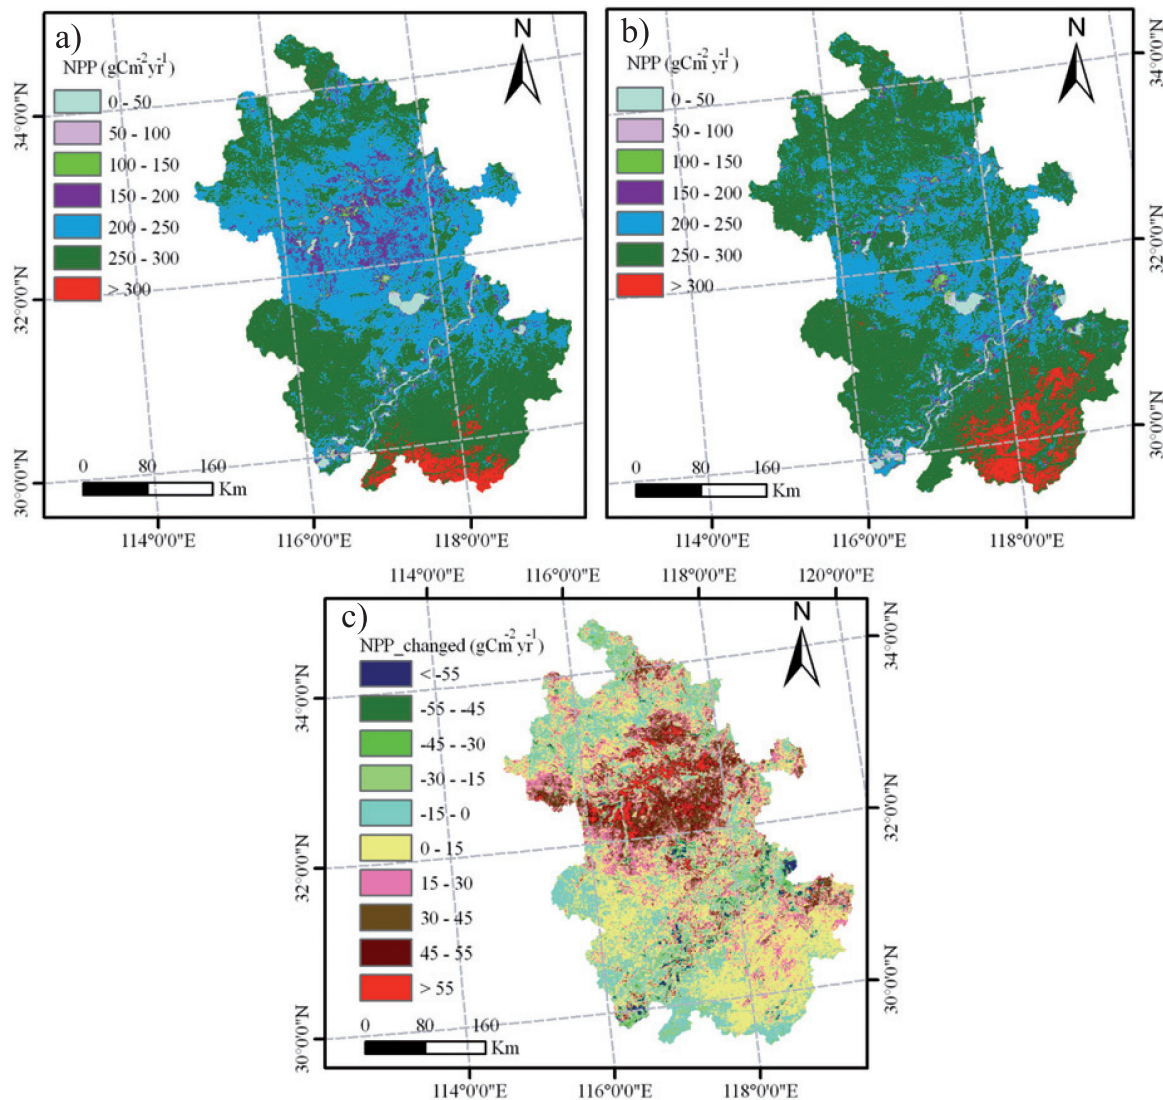 a)
N
NPP (gCm⁻²yr⁻¹)
0 - 50
50 - 100
100 - 150
150 - 200
200 - 250
250 - 300
> 300
0 80 160
Km
34°0'0"N
32°0'0"N
30°0'0"N
114°0'0"E 116°0'0"E 118°0'0"E
b)
N
NPP (gCm⁻²yr⁻¹)
0 - 50
50 - 100
100 - 150
150 - 200
200 - 250
250 - 300
> 300
0 80 160
Km
34°0'0"N
32°0'0"N
30°0'0"N
114°0'0"E 116°0'0"E 118°0'0"E
114°0'0"E 116°0'0"E 118°0'0"E 120°0'0"E
c)
N
NPP_changed (gCm⁻²yr⁻¹)
< -55
-55 - -45
-45 - -30
-30 - -15
-15 - 0
0 - 15
15 - 30
30 - 45
45 - 55
> 55
0 80 160
Km
34°0'0"N
32°0'0"N
30°0'0"N
34°0'0"N
32°0'0"N
30°0'0"N
114°0'0"E 116°0'0"E 118°0'0"E